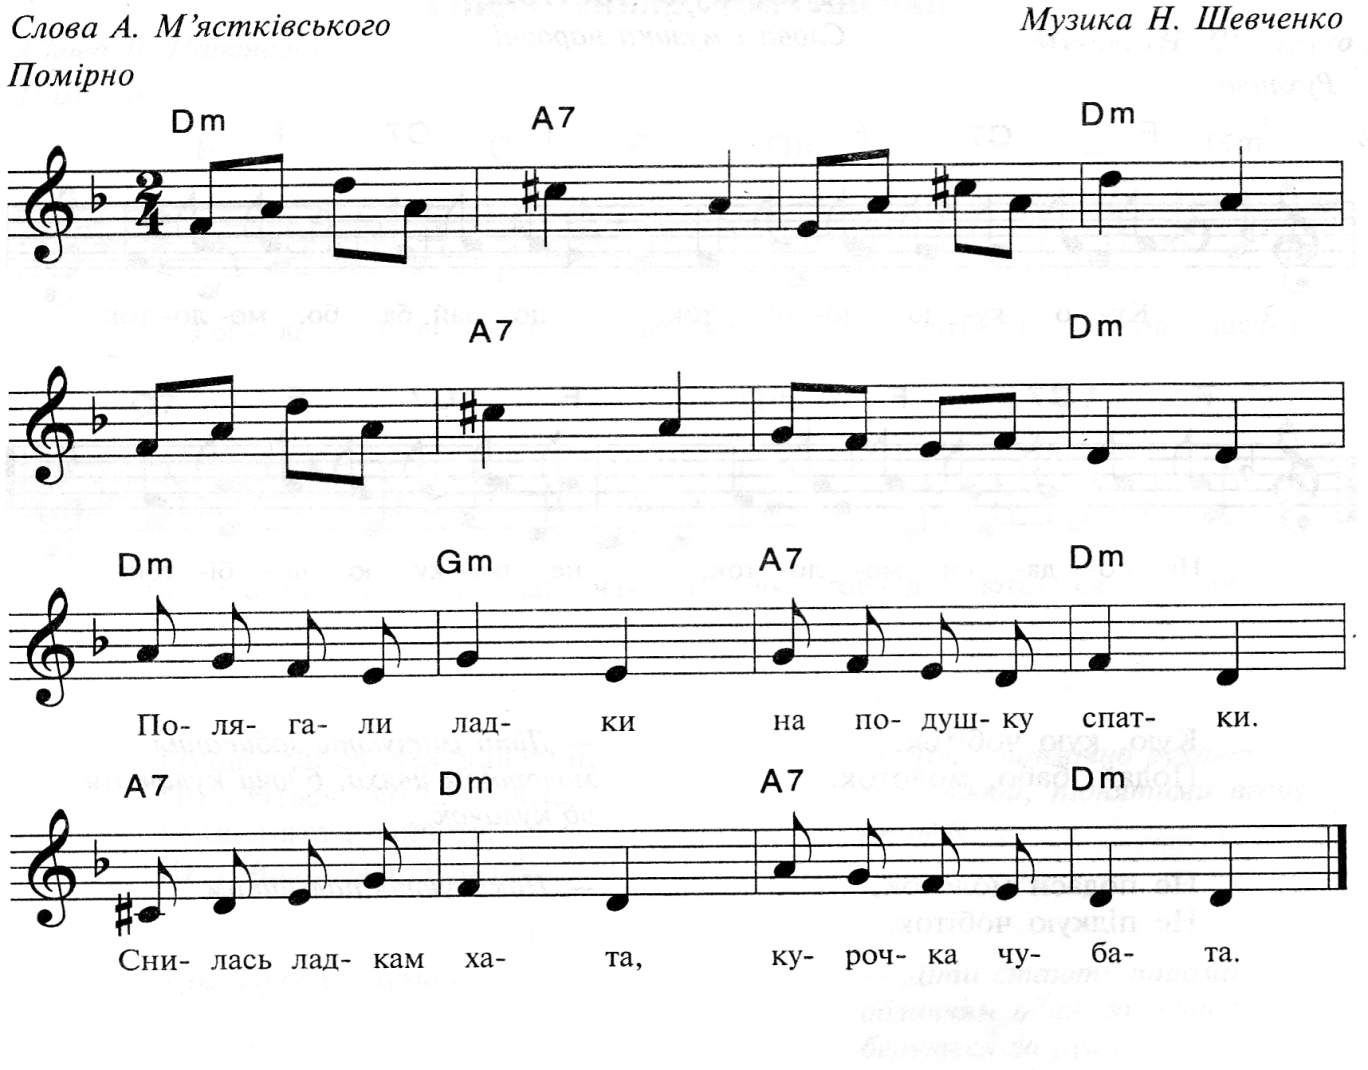 Слова А. М’ястківського Музика Н. Шевченко
Помірно
Dm A7 Dm
2
4
A7 Dm
Dm Gm A7 Dm
По- ля- га- ли лад- ки на по- душ- ку спат- ки.
A7 Dm A7 Dm
Сни- лась лад- кам ха- та, ку- роч- ка чу- ба- та.